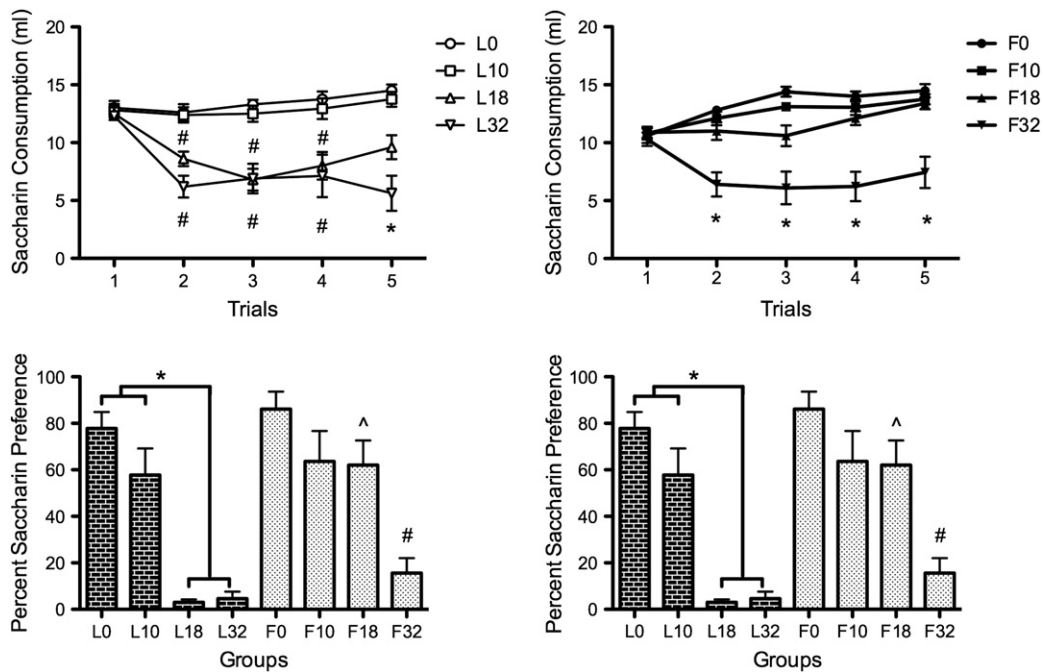 Saccharin Consumption (ml)
20
15
10
5
0
# # #
# # # *
1 2 3 4 5
Trials
L0
L10
L18
L32
Saccharin Consumption (ml)
20
15
10
5
0
* * * *
1 2 3 4 5
Trials
F0
F10
F18
F32
Percent Saccharin Preference
100
80
60
40
20
0
*
^
#
L0 L10 L18 L32 F0 F10 F18 F32
Groups
Percent Saccharin Preference
100
80
60
40
20
0
*
^
#
L0 L10 L18 L32 F0 F10 F18 F32
Groups